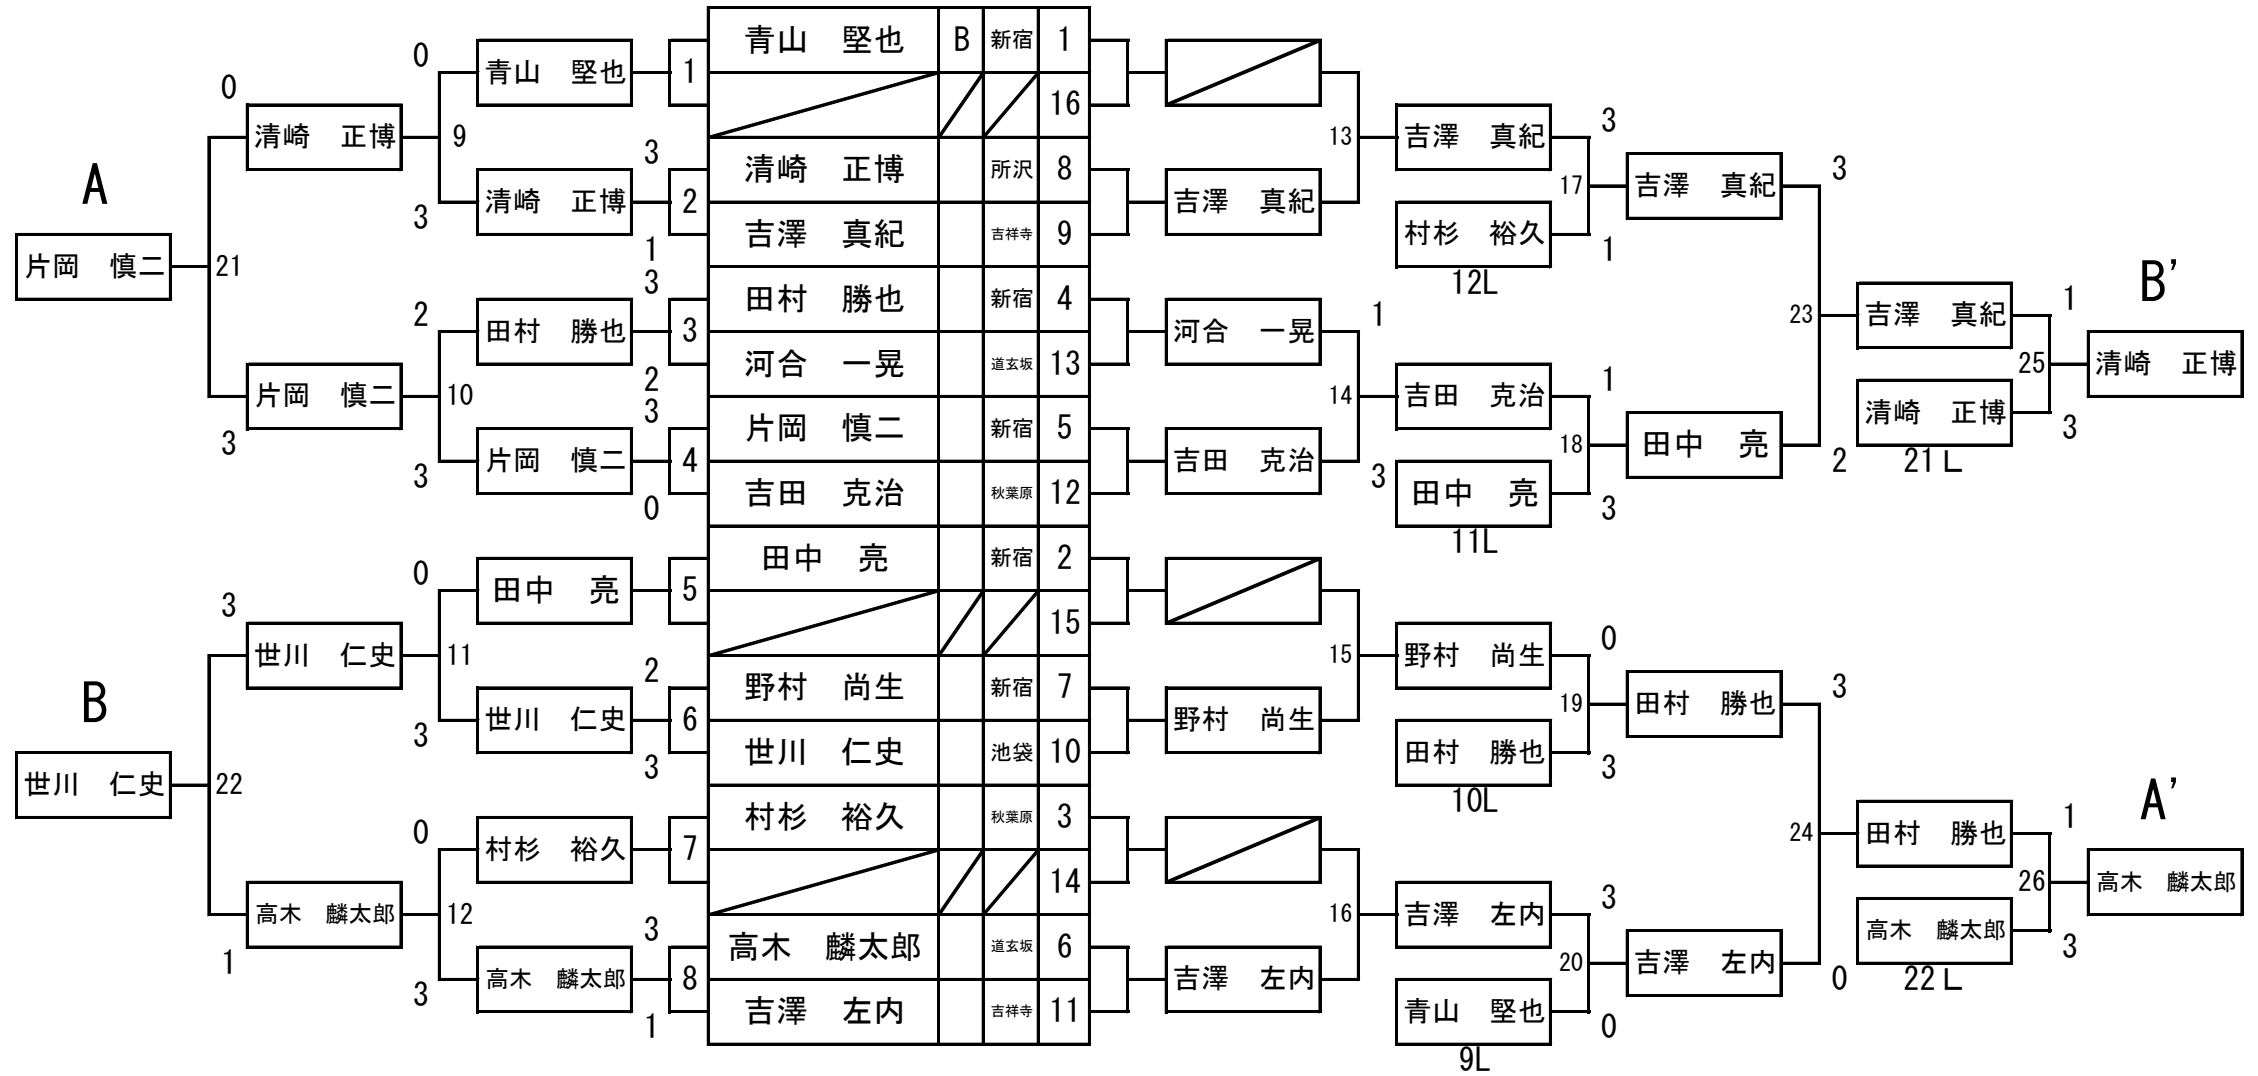 青山 堅也 B 新宿 1
16
清崎 正博 所沢 8
吉澤 真紀 吉祥寺 9
田村 勝也 新宿 4
河合 一晃 道玄坂 13
片岡 慎二 新宿 5
吉田 克治 秋葉原 12
田中 亮 新宿 2
15
野村 尚生 新宿 7
世川 仁史 池袋 10
村杉 裕久 秋葉原 3
14
高木 麟太郎 道玄坂 6
吉澤 左内 吉祥寺 11
1
3
2
1
3
3
2
3
4
0
5
2
6
3
7
3
8
1
0
青山 堅也
9
清崎 正博
3
2
田村 勝也
10
片岡 慎二
3
0
田中 亮
11
世川 仁史
3
0
村杉 裕久
12
高木 麟太郎
3
0
清崎 正博
21
片岡 慎二
3
3
世川 仁史
22
高木 麟太郎
1
A
片岡 慎二
B
世川 仁史
13
吉澤 真紀
河合 一晃
1
14
吉田 克治
3
15
野村 尚生
16
吉澤 左内
吉澤 真紀
3
17
村杉 裕久
1
12L
吉田 克治
1
18
田中 亮
3
11L
野村 尚生
0
19
田村 勝也
3
10L
吉澤 左内
3
20
青山 堅也
0
9L
吉澤 真紀
3
23
田中 亮
2
田村 勝也
3
24
吉澤 左内
0
吉澤 真紀
1
25
清崎 正博
3
21L
田村 勝也
1
26
高木 麟太郎
3
22L
B'
清崎 正博
A'
高木 麟太郎